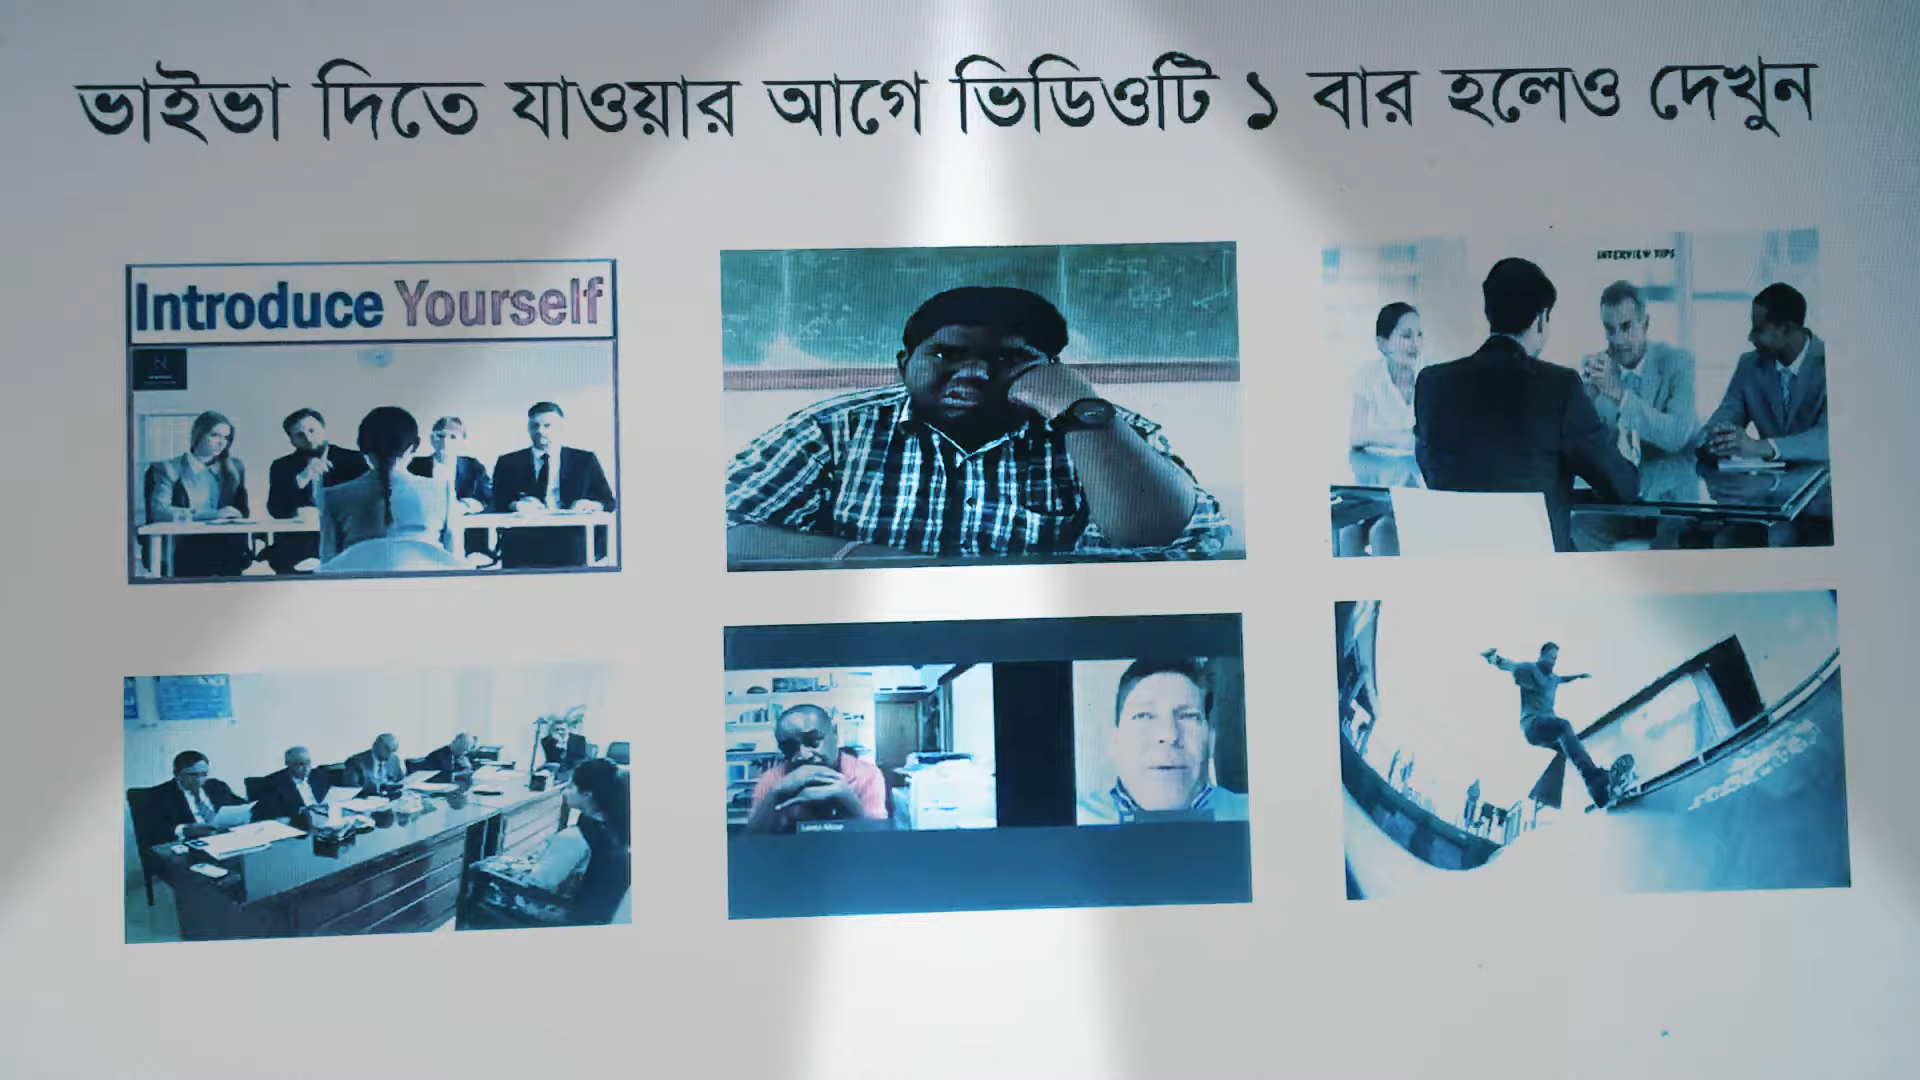 ভাইভা দিতে যাওয়ার আগে ভিডিওটি ১ বার হলেও দেখুন
Introduce Yourself
INTERVIEW TIPS